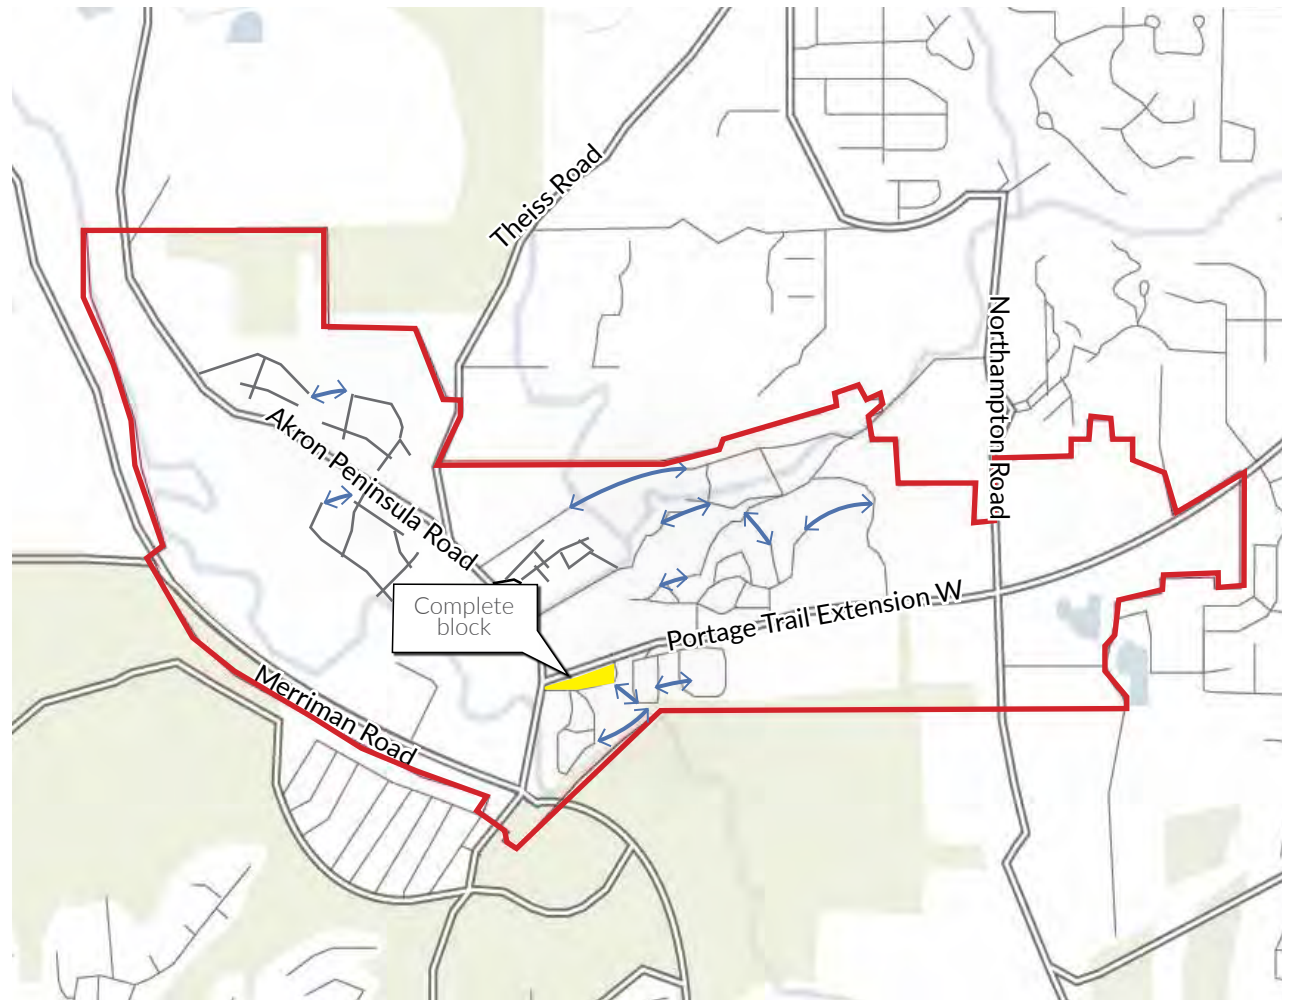 Theiss Road
Northampton Road
Akron Peninsula Road
Complete
block
Portage Trail Extension W
Merriman Road